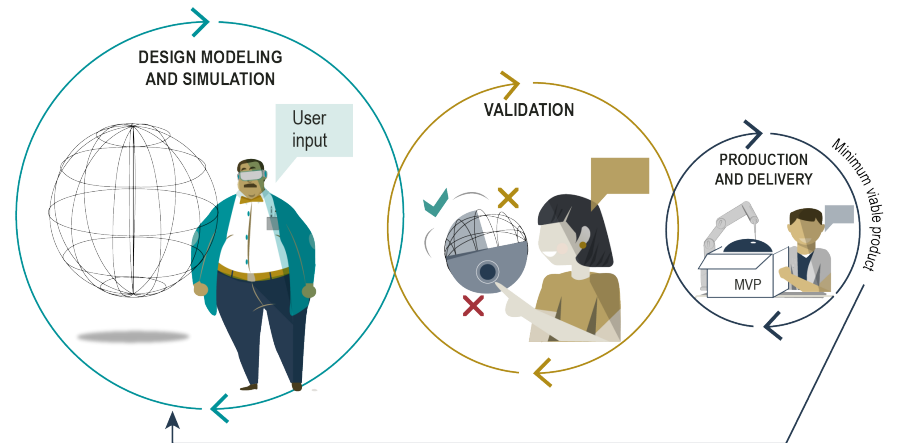 DESIGN MODELING
AND SIMULATION
User
input
VALIDATION
PRODUCTION
AND DELIVERY
Minimum viable product
MVP